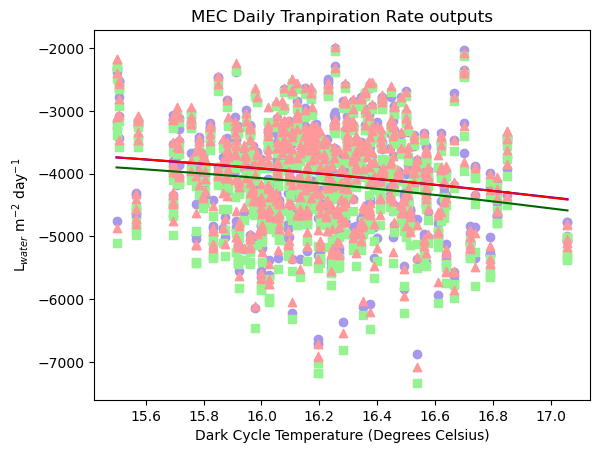 MEC Daily Tranpiration Rate outputs
−2000
−3000
−4000
−5000
−6000
−7000
L_water m⁻² day⁻¹
15.6 15.8 16.0 16.2 16.4 16.6 16.8 17.0
Dark Cycle Temperature (Degrees Celsius)